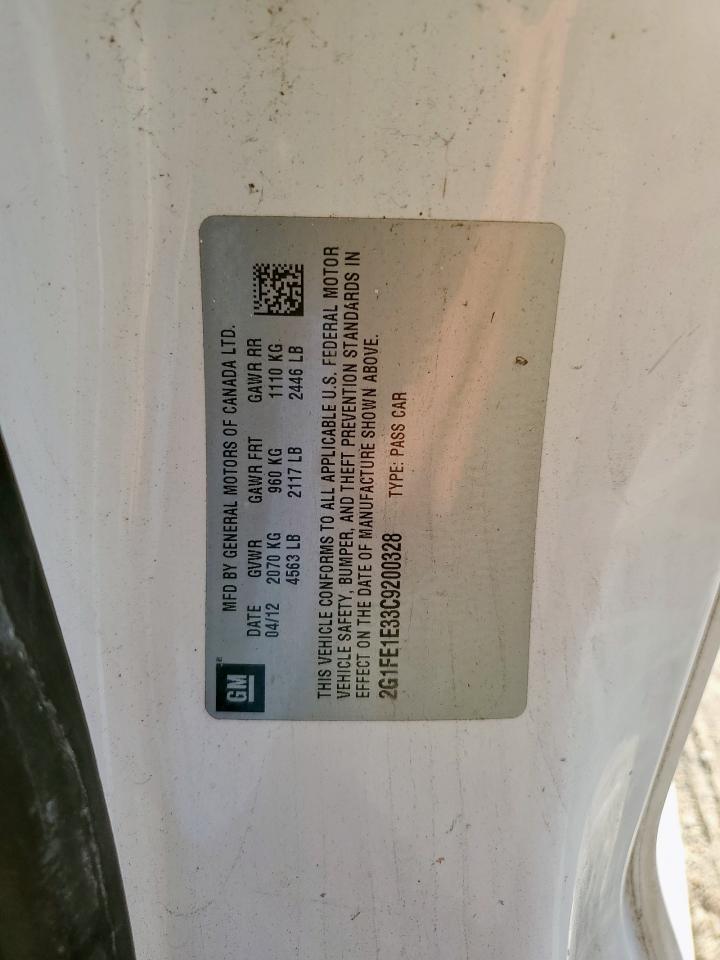 GM
MFD BY GENERAL MOTORS OF CANADA LTD.
DATE GVWR GAWR FRT GAWR RR
04/12 2070 KG 960 KG 1110 KG
4563 LB 2117 LB 2446 LB
THIS VEHICLE CONFORMS TO ALL APPLICABLE U.S. FEDERAL MOTOR
VEHICLE SAFETY, BUMPER, AND THEFT PREVENTION STANDARDS IN
EFFECT ON THE DATE OF MANUFACTURE SHOWN ABOVE.
2G1FE1E33C9200328 TYPE: PASS CAR